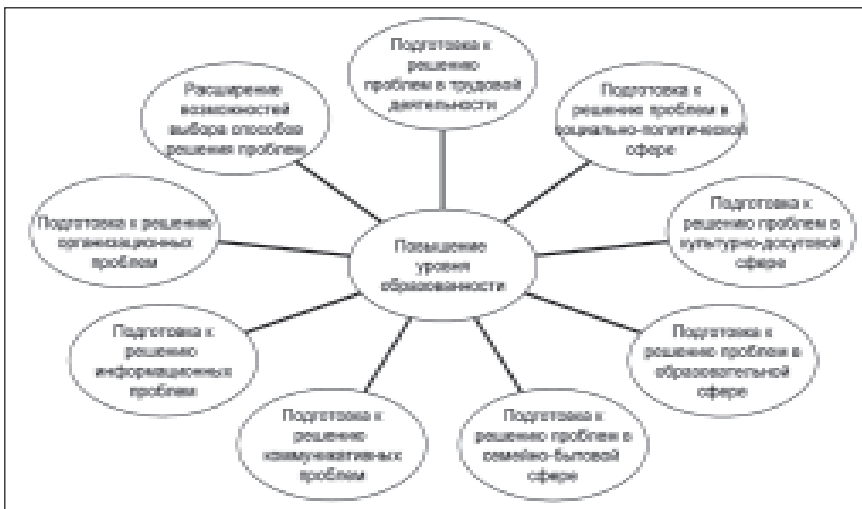 Подготовка к
решению
проблем в трудовой
деятельности
Подготовка к
решению проблем в
социально-политической
сфере
Подготовка к
решению проблем в
культурно-досуговой
сфере
Подготовка к
решению проблем в
образовательной
сфере
Подготовка к
решению проблем в
семейно-бытовой
сфере
Подготовка к
решению
коммуникативных
проблем
Подготовка к
решению
информационных
проблем
Подготовка к решению
организационных
проблем
Расширение
возможностей
выбора способов
решения проблем
Повышение
уровня
образованности